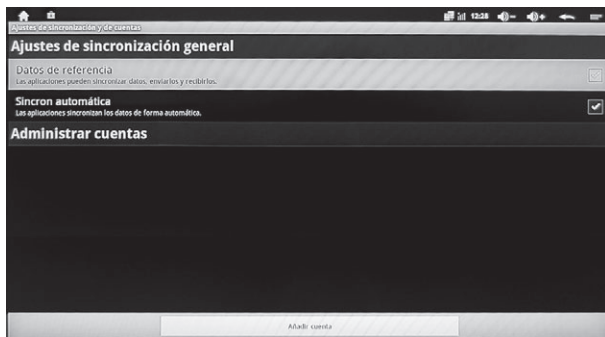 12:28
Ajustes de sincronización y de cuentas
Ajustes de sincronización general
Datos de referencia
Las aplicaciones pueden sincronizar datos, enviarlos y recibirlos.
Sincron automática
Las aplicaciones sincronizan los datos de forma automática.
Administrar cuentas
Añadir cuenta